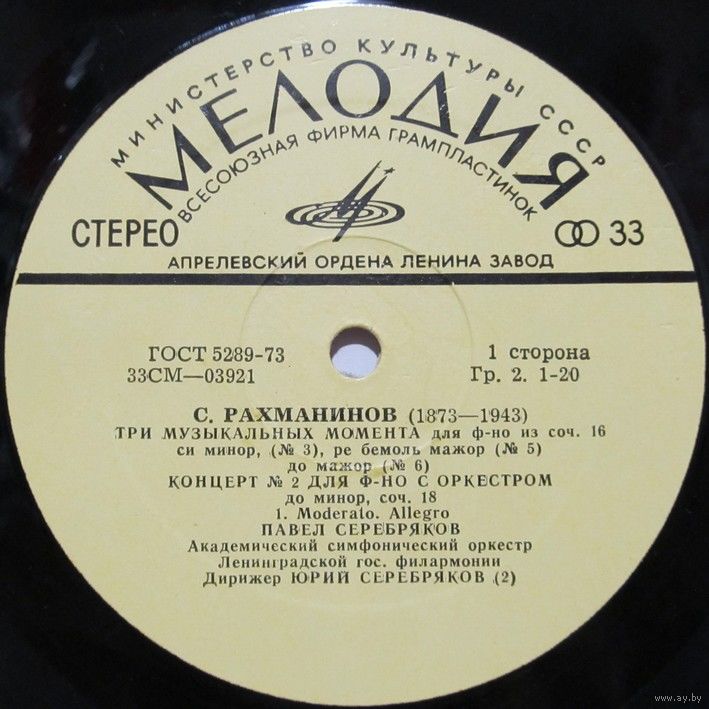 МИНИСТЕРСТВО КУЛЬТУРЫ СССР
МЕЛОДИЯ
ВСЕСОЮЗНАЯ ФИРМА ГРАМПЛАСТИНОК
СТЕРЕО 33
АПРЕЛЕВСКИЙ ОРДЕНА ЛЕНИНА ЗАВОД
ГОСТ 5289-73 1 сторона
33СМ—03921 Гр. 2. 1-20
С. РАХМАНИНОВ (1873—1943)
ТРИ МУЗЫКАЛЬНЫХ МОМЕНТА для ф-но из соч. 16
си минор, (№ 3), ре бемоль мажор (№ 5)
до мажор (№ 6)
КОНЦЕРТ № 2 ДЛЯ Ф-НО С ОРКЕСТРОМ
до минор, соч. 18
1. Moderato. Allegro
ПАВЕЛ СЕРЕБРЯКОВ
Академический симфонический оркестр
Ленинградской гос. филармонии
Дирижер ЮРИЙ СЕРЕБРЯКОВ (2)
www.ay.by